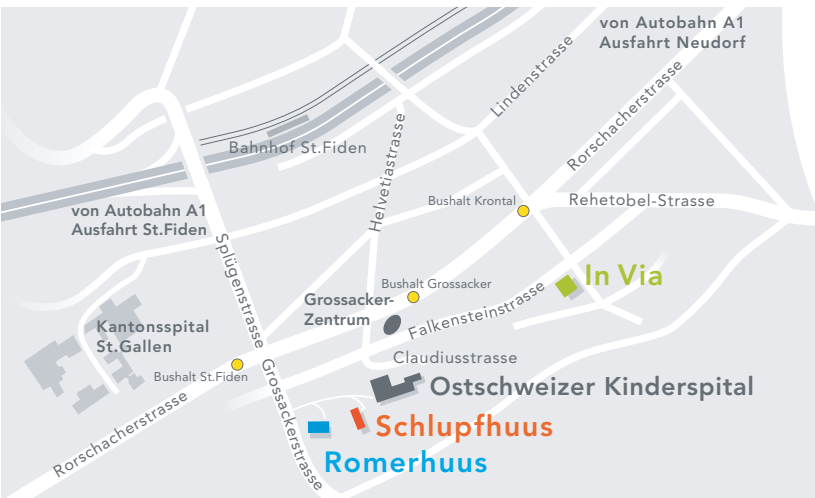 von Autobahn A1
Ausfahrt Neudorf
Lindenstrasse
Rorschacherstrasse
Bahnhof St.Fiden
Helvetiastrasse
Bushalt Krontal
Rehetobel-Strasse
von Autobahn A1
Ausfahrt St.Fiden
Splügenstrasse
In Via
Bushalt Grossacker
Grossacker-
Zentrum
Falkensteinstrasse
Kantonsspital
St.Gallen
Claudiusstrasse
Bushalt St.Fiden
Grossackerstrasse
Ostschweizer Kinderspital
Rorschacherstrasse
Schlupfhuus
Romerhuus